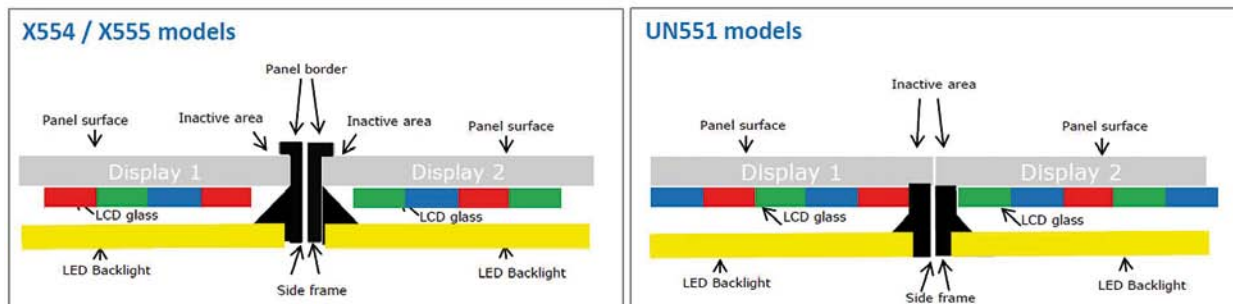 X554 / X555 models
Panel border
Panel surface
Inactive area
Inactive area
Panel surface
Display 1
Display 2
LCD glass
LCD glass
LED Backlight
LED Backlight
Side frame
UN551 models
Inactive area
Panel surface
Panel surface
Display 1
Display 2
LCD glass
LCD glass
LED Backlight
LED Backlight
Side frame